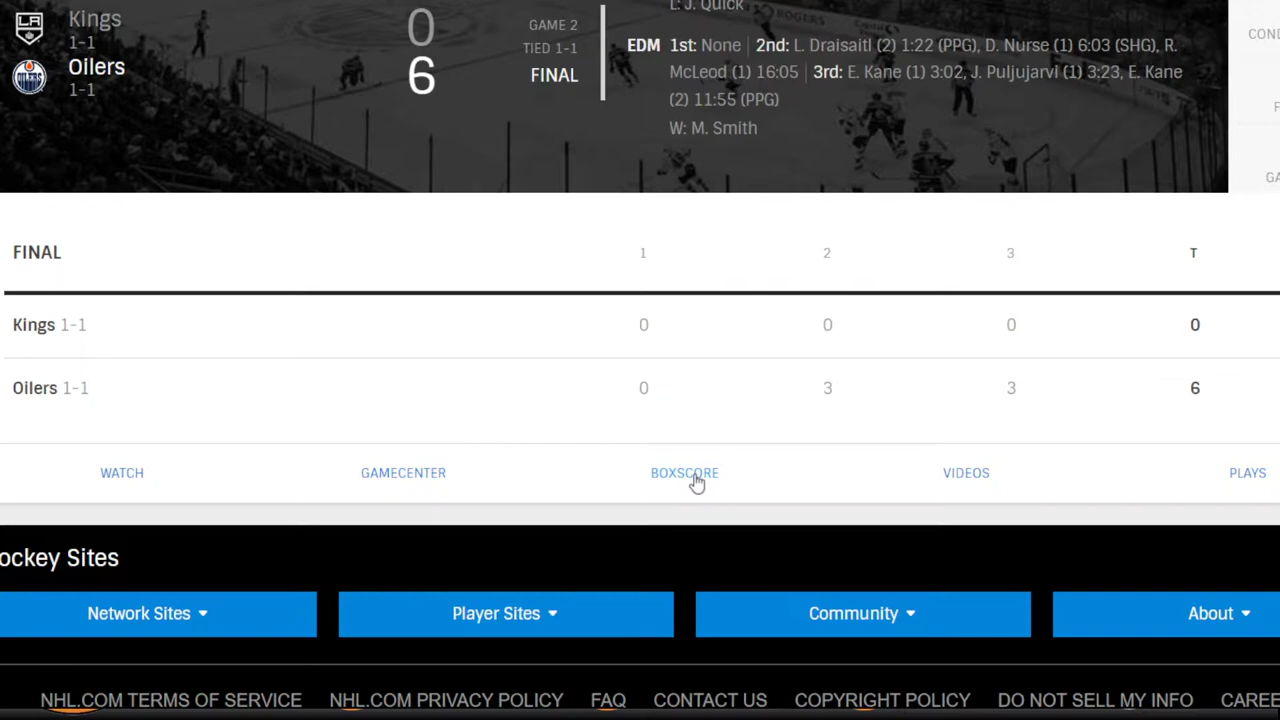 Kings
1-1
0
Oilers
1-1
6
GAME 2
TIED 1-1
FINAL
L: J. Quick
EDM 1st: None | 2nd: L. Draisaitl (2) 1:22 (PPG), D. Nurse (1) 6:03 (SHG), R.
McLeod (1) 16:05 | 3rd: E. Kane (1) 3:02, J. Puljujarvi (1) 3:23, E. Kane
(2) 11:55 (PPG)
W: M. Smith
COND
F
GA
FINAL 1 2 3 T
Kings 1-1 0 0 0 0
Oilers 1-1 0 3 3 6
WATCH GAMECENTER BOXSCORE VIDEOS PLAYS
ockey Sites
Network Sites Player Sites Community About
NHL.COM TERMS OF SERVICE NHL.COM PRIVACY POLICY FAQ CONTACT US COPYRIGHT POLICY DO NOT SELL MY INFO CAREE